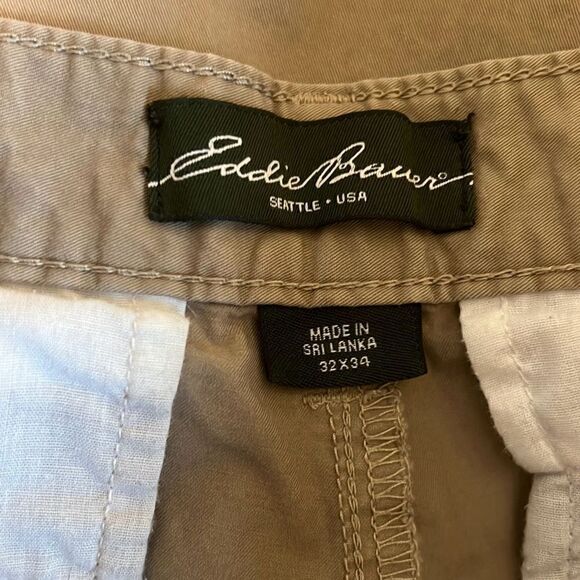 Eddie Bauer®
SEATTLE • USA
MADE IN
SRI LANKA
32X34